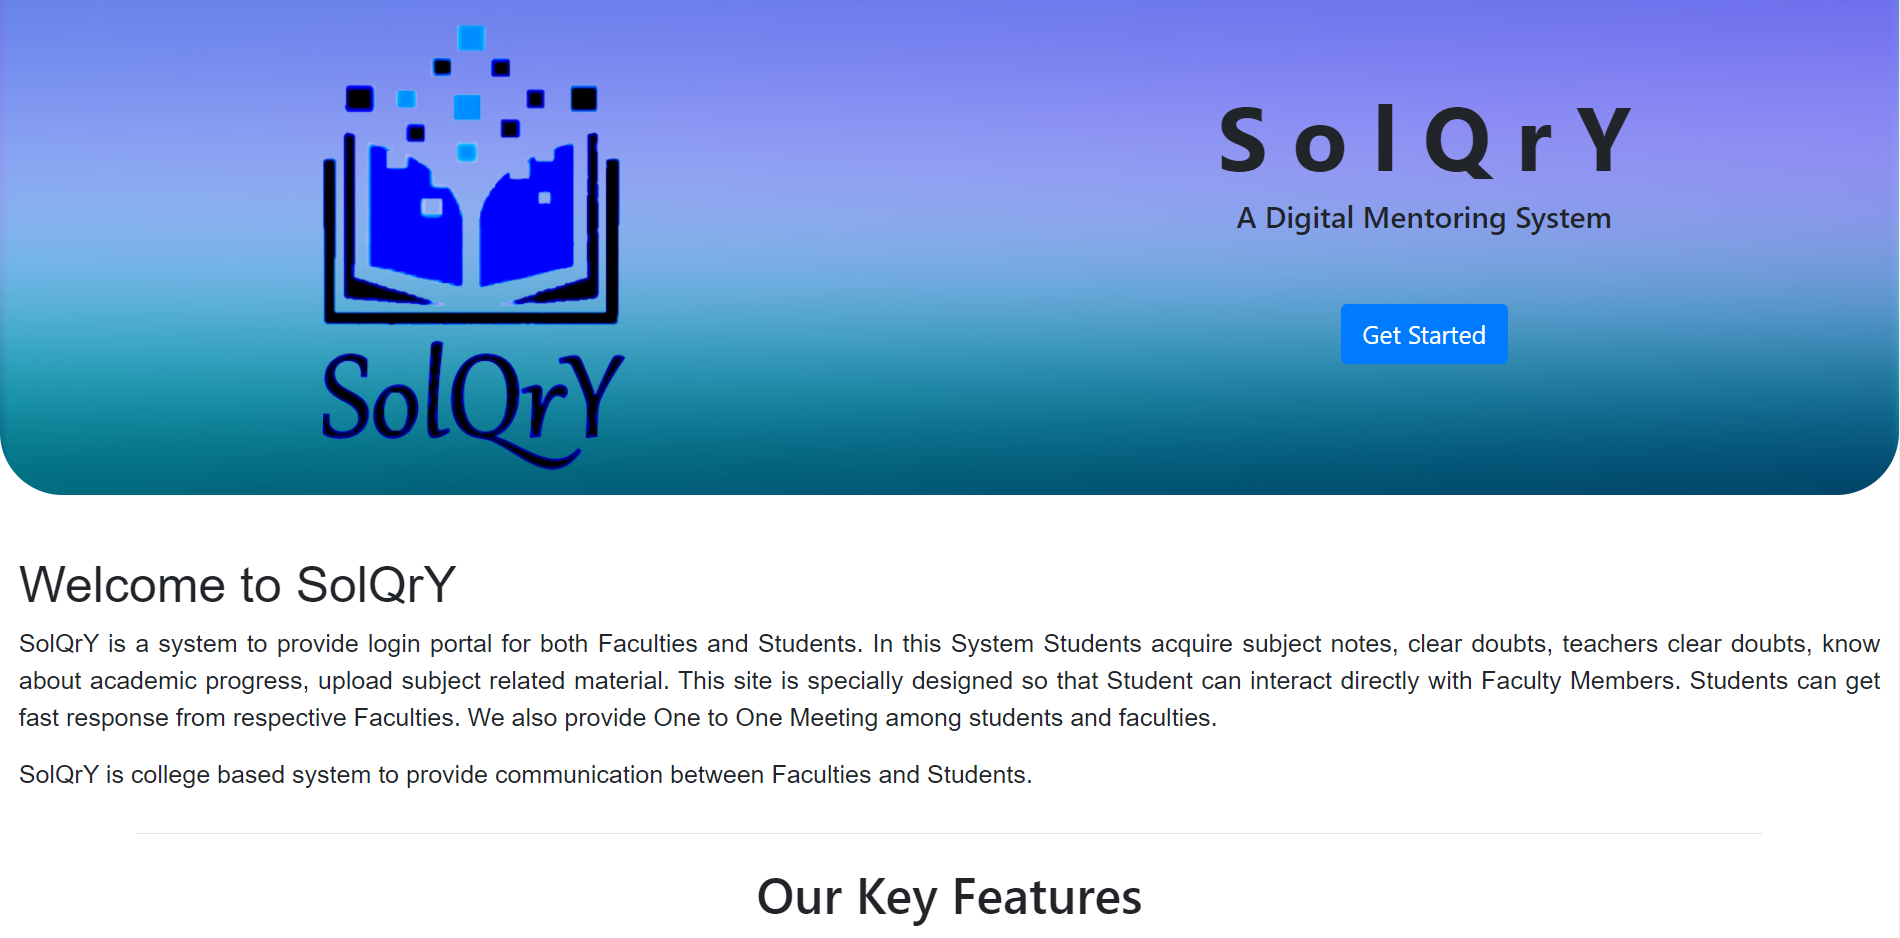 SolQrY
S o l Q r Y
A Digital Mentoring System
Get Started
Welcome to SolQrY
SolQrY is a system to provide login portal for both Faculties and Students. In this System Students acquire subject notes, clear doubts, teachers clear doubts, know
about academic progress, upload subject related material. This site is specially designed so that Student can interact directly with Faculty Members. Students can get
fast response from respective Faculties. We also provide One to One Meeting among students and faculties.
SolQrY is college based system to provide communication between Faculties and Students.
Our Key Features